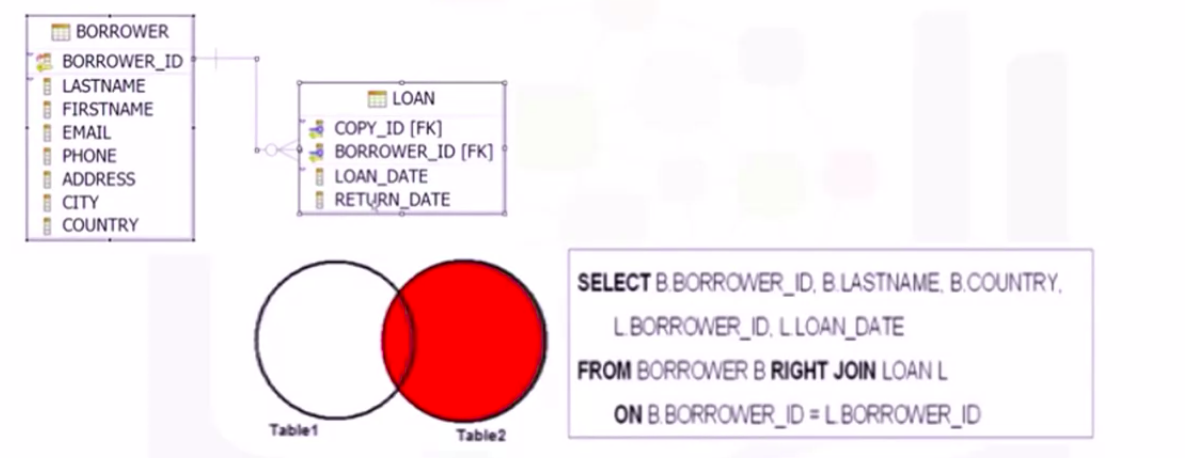 BORROWER
BORROWER_ID
LASTNAME
FIRSTNAME
EMAIL
PHONE
ADDRESS
CITY
COUNTRY
LOAN
COPY_ID [FK]
BORROWER_ID [FK]
LOAN_DATE
RETURN_DATE
Table1
Table2
SELECT B.BORROWER_ID, B.LASTNAME, B.COUNTRY,
L.BORROWER_ID, L.LOAN_DATE
FROM BORROWER B RIGHT JOIN LOAN L
ON B.BORROWER_ID = L.BORROWER_ID